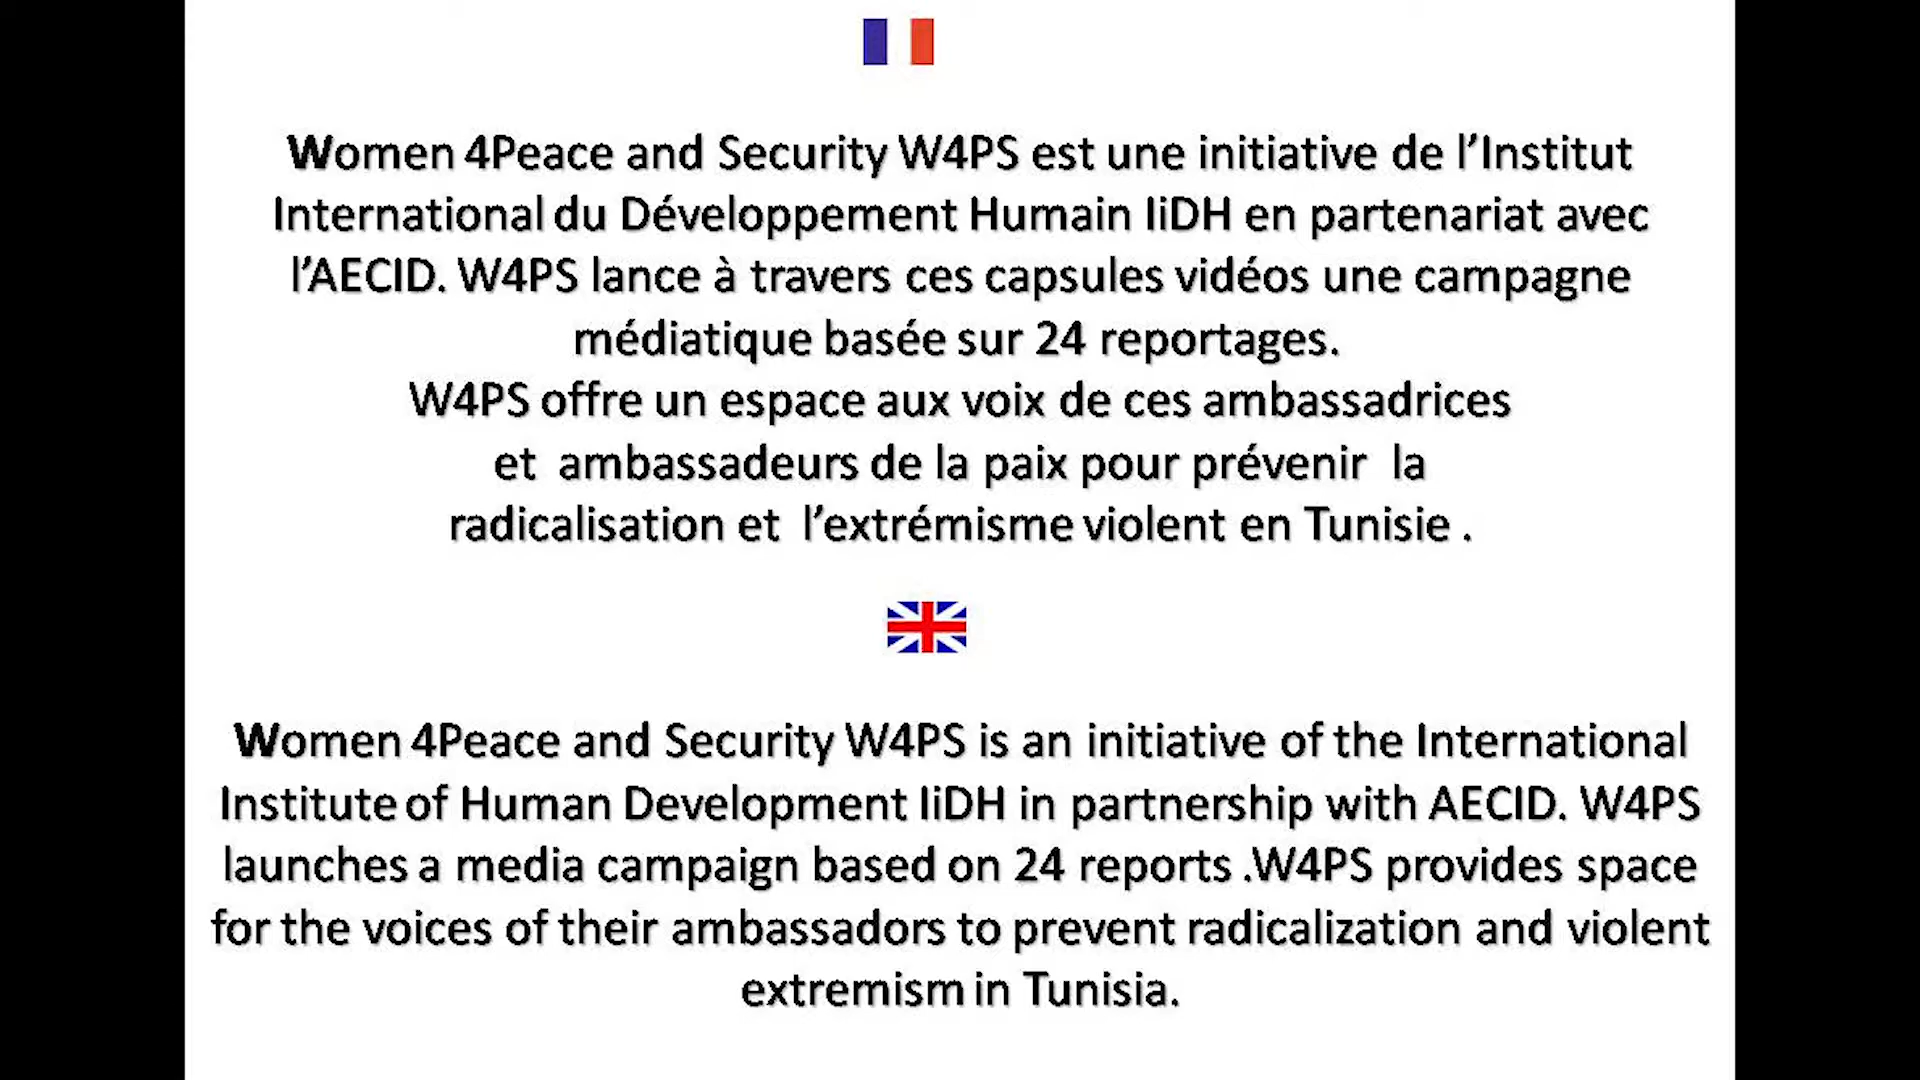 Women 4Peace and Security W4PS est une initiative de l’Institut
International du Développement Humain IiDH en partenariat avec
l’AECID. W4PS lance à travers ces capsules vidéos une campagne
médiatique basée sur 24 reportages.
W4PS offre un espace aux voix de ces ambassadrices
et ambassadeurs de la paix pour prévenir la
radicalisation et l’extrémisme violent en Tunisie .
Women 4Peace and Security W4PS is an initiative of the International
Institute of Human Development IiDH in partnership with AECID. W4PS
launches a media campaign based on 24 reports .W4PS provides space
for the voices of their ambassadors to prevent radicalization and violent
extremism in Tunisia.